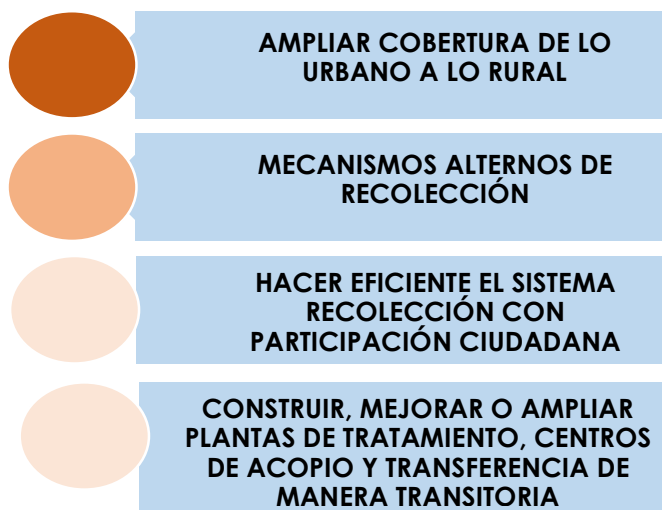 AMPLIAR COBERTURA DE LO
URBANO A LO RURAL
MECANISMOS ALTERNOS DE
RECOLECCIÓN
HACER EFICIENTE EL SISTEMA
RECOLECCIÓN CON
PARTICIPACIÓN CIUDADANA
CONSTRUIR, MEJORAR O AMPLIAR
PLANTAS DE TRATAMIENTO, CENTROS
DE ACOPIO Y TRANSFERENCIA DE
MANERA TRANSITORIA